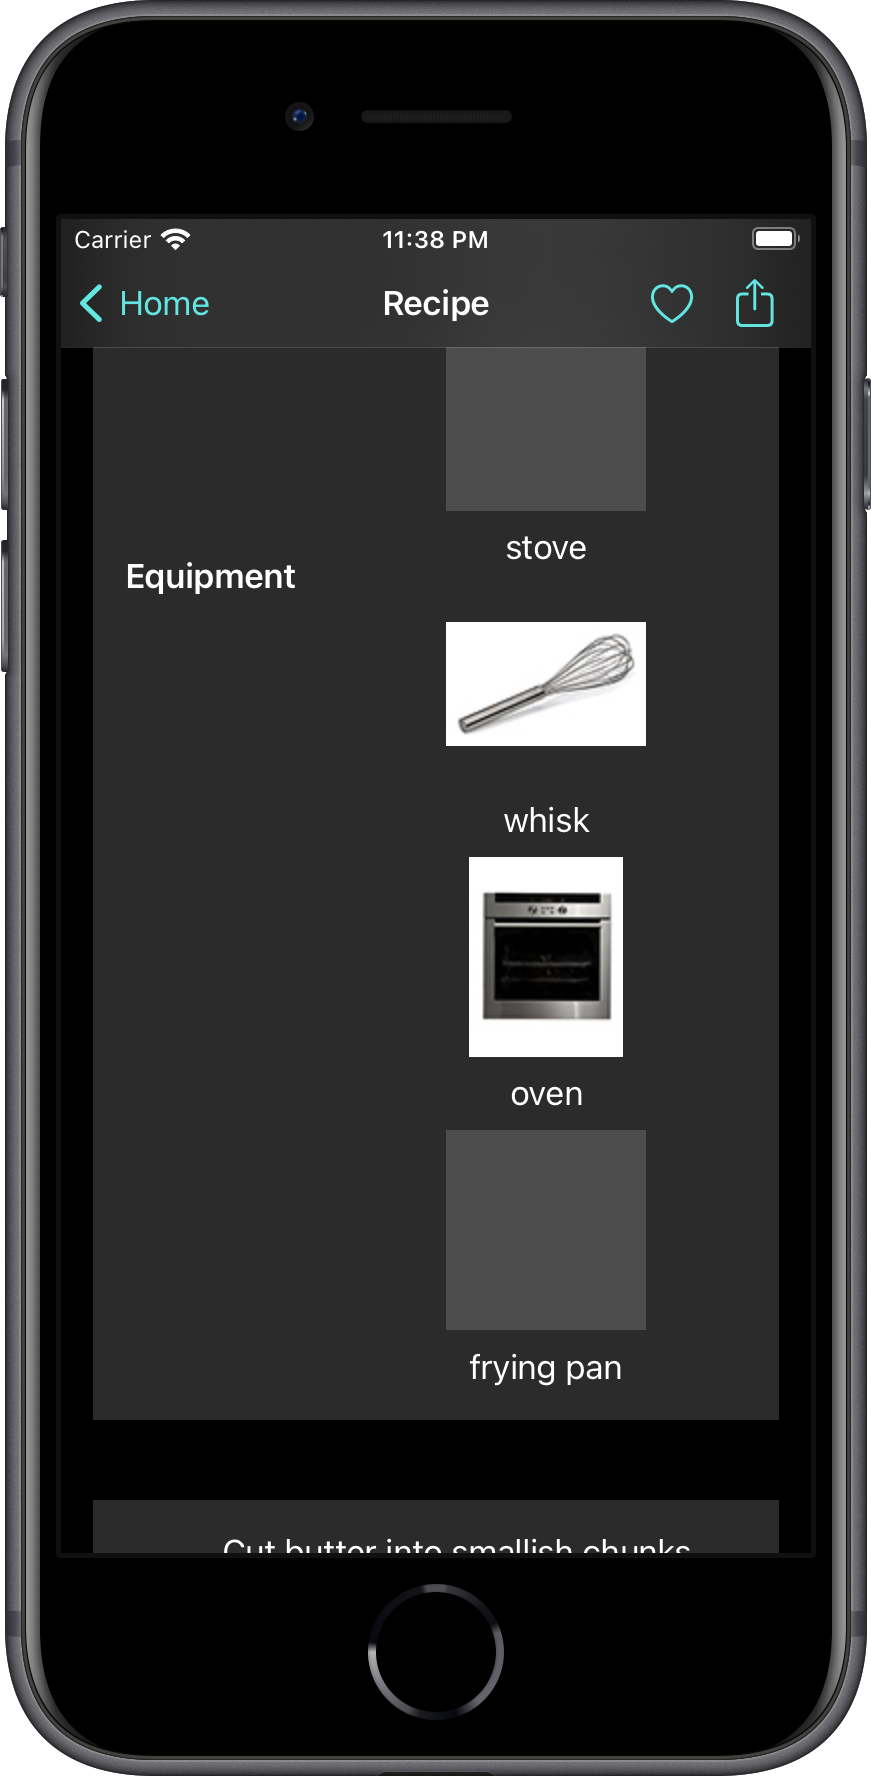 Carrier 11:38 PM
Home Recipe
stove
Equipment
whisk
oven
frying pan
Cut butter into smallish chunks